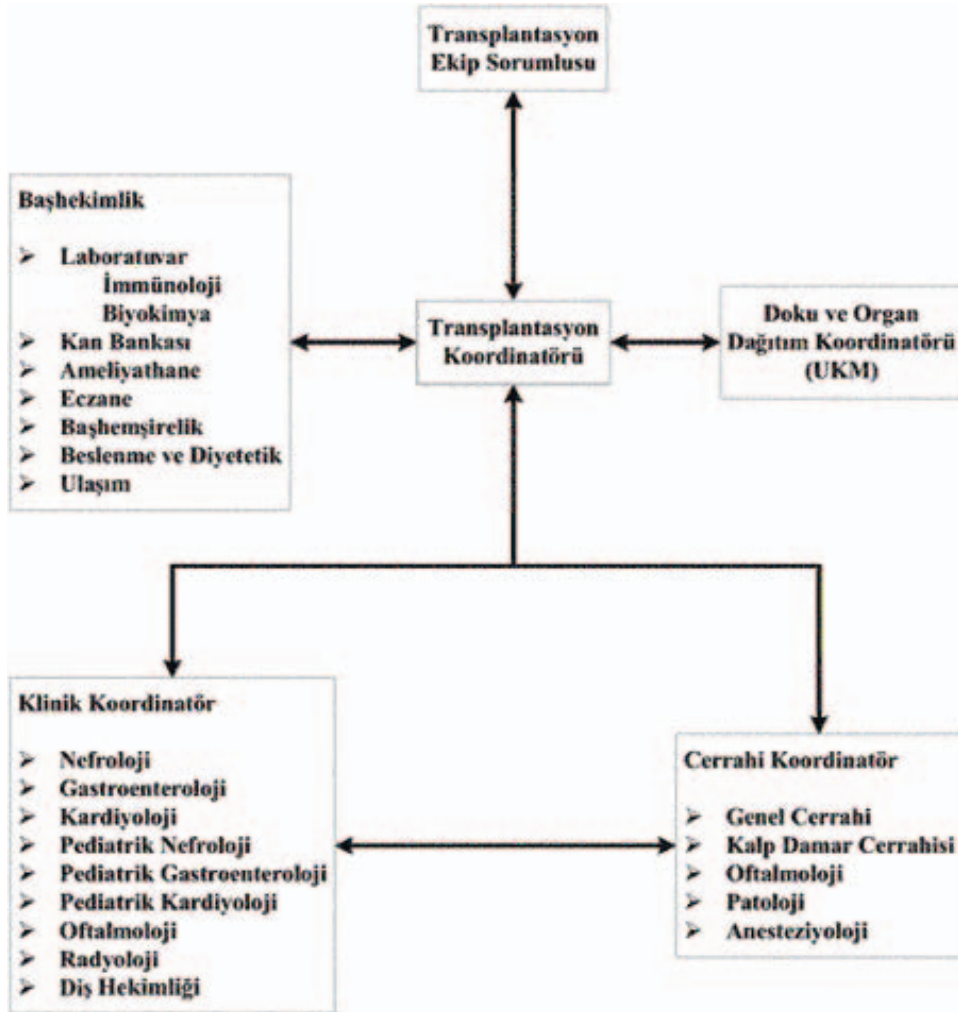 Transplantasyon
Ekip Sorumlusu
Başhekimlik
➢ Laboratuvar
İmmünoloji
Biyokimya
➢ Kan Bankası
➢ Ameliyathane
➢ Eczane
➢ Başhemşirelik
➢ Beslenme ve Diyetetik
➢ Ulaşım
Transplantasyon
Koordinatörü
Doku ve Organ
Dağıtım Koordinatörü
(UKM)
Klinik Koordinatör
➢ Nefroloji
➢ Gastroenteroloji
➢ Kardiyoloji
➢ Pediatrik Nefroloji
➢ Pediatrik Gastroenteroloji
➢ Pediatrik Kardiyoloji
➢ Oftalmoloji
➢ Radyoloji
➢ Diş Hekimliği
Cerrahi Koordinatör
➢ Genel Cerrahi
➢ Kalp Damar Cerrahisi
➢ Oftalmoloji
➢ Patoloji
➢ Anesteziyoloji